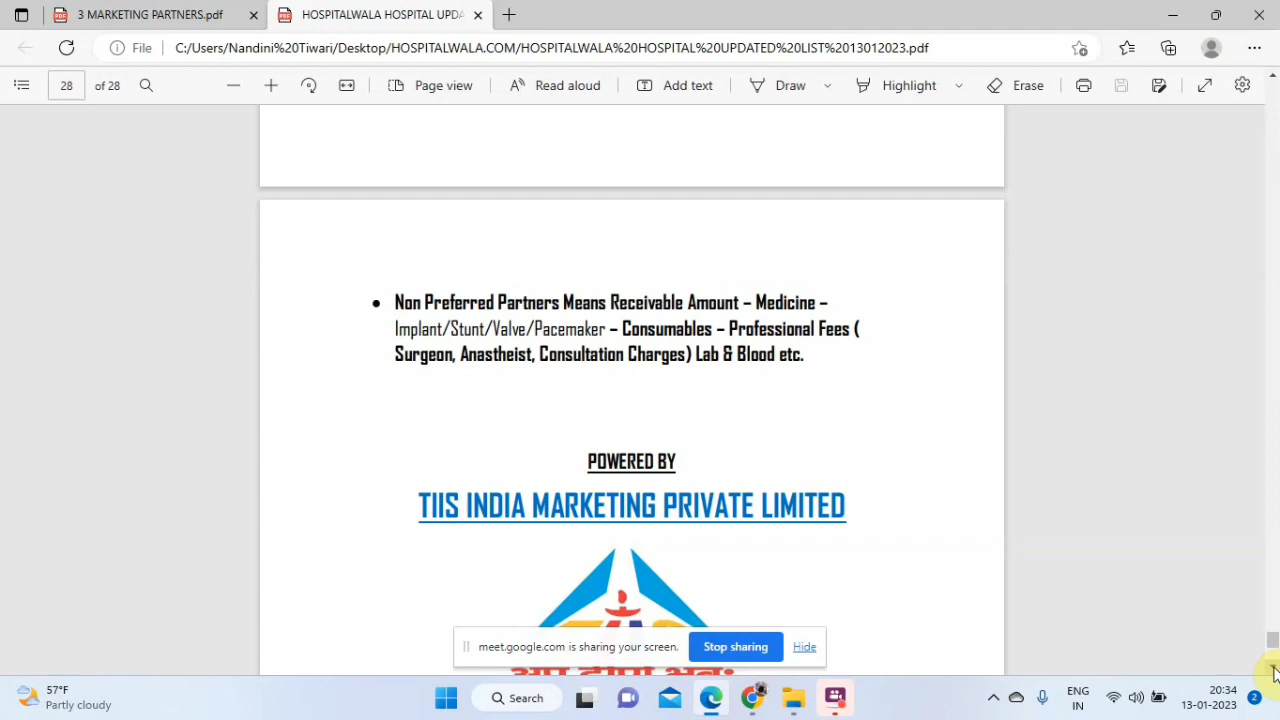 3 MARKETING PARTNERS.pdf
HOSPITALWALA HOSPITAL UPDA
File
C:/Users/Nandini%20Tiwari/Desktop/HOSPITALWALA.COM/HOSPITALWALA%20HOSPITAL%20UPDATED%20LIST%2013012023.pdf
28 of 28
Page view
Read aloud
Add text
Draw
Highlight
Erase
• Non Preferred Partners Means Receivable Amount – Medicine –
Implant/Stunt/Valve/Pacemaker – Consumables – Professional Fees (
Surgeon, Anastheist, Consultation Charges) Lab & Blood etc.
POWERED BY
TIIS INDIA MARKETING PRIVATE LIMITED
meet.google.com is sharing your screen.
Stop sharing
Hide
57°F
Partly cloudy
Search
ENG
IN
20:34
13-01-2023
2